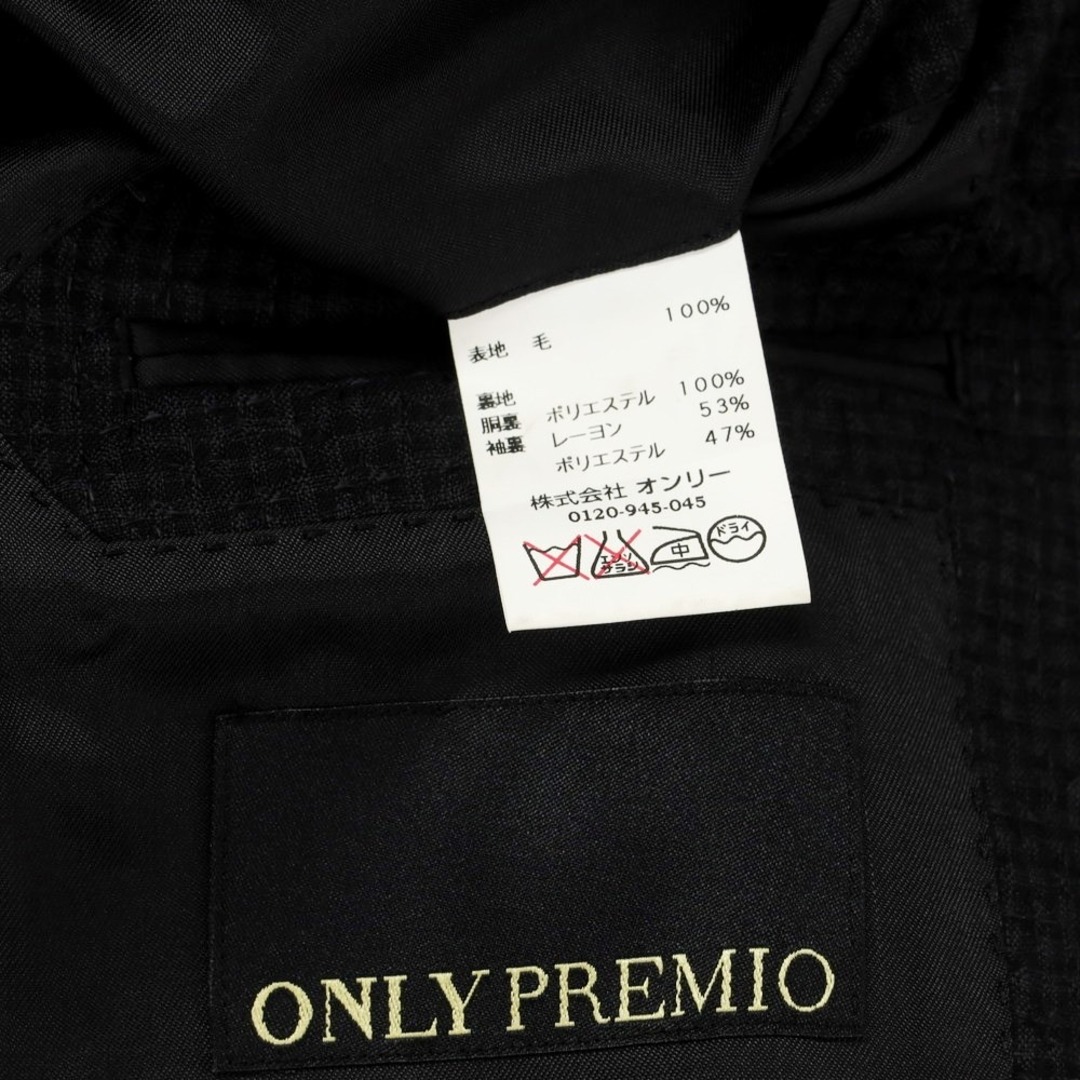 100%
表地 毛
裏地
胴裏 ポリエステル 100%
袖裏 レーヨン 53%
ポリエステル 47%
株式会社 オンリー
0120-945-045
エンソ サラシ 中 ドライ
ONLY PREMIO